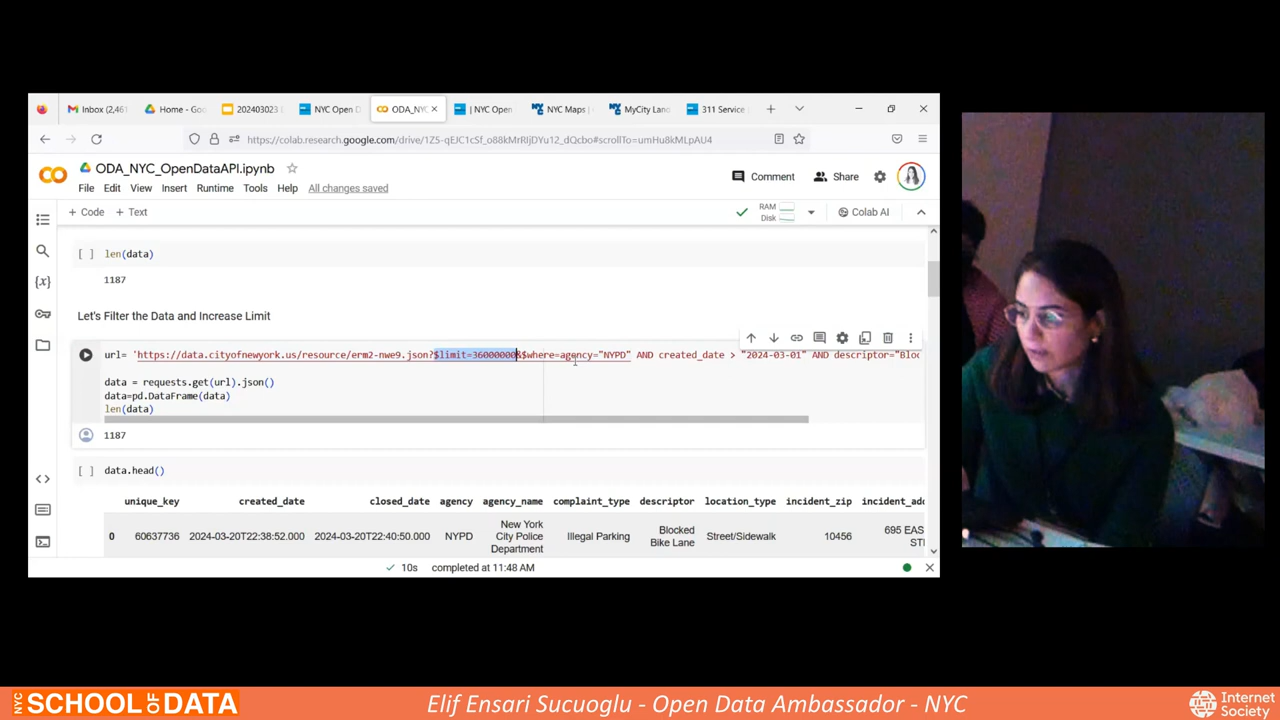 Inbox (2,461
Home - Goo
202403023
NYC Open D
ODA_NYC
| NYC Open
NYC Maps |
MyCity Land
311 Service
https://colab.research.google.com/drive/1Z5-qEJC1cSf_o88kMrRIjDYu12_dQcbo#scrollTo=umHu8kMLpAU4
ODA_NYC_OpenDataAPI.ipynb
Comment
Share
File Edit View Insert Runtime Tools Help All changes saved
+ Code + Text
RAM
Disk
Colab AI
[ ] len(data)
1187
Let's Filter the Data and Increase Limit
url= 'https://data.cityofnewyork.us/resource/erm2-nwe9.json?$limit=36000000&$where=agency="NYPD" AND created_date > "2024-03-01" AND descriptor="Bloc
data = requests.get(url).json()
data=pd.DataFrame(data)
len(data)
1187
[ ] data.head()
unique_key created_date closed_date agency agency_name complaint_type descriptor location_type incident_zip incident_add
0 60637736 2024-03-20T22:38:52.000 2024-03-20T22:40:50.000 NYPD New York City Police Department Illegal Parking Blocked Bike Lane Street/Sidewalk 10456 695 EAS STI
10s completed at 11:48 AM
NYC SCHOOL OF DATA
Elif Ensari Sucuoglu - Open Data Ambassador - NYC
Internet
Society